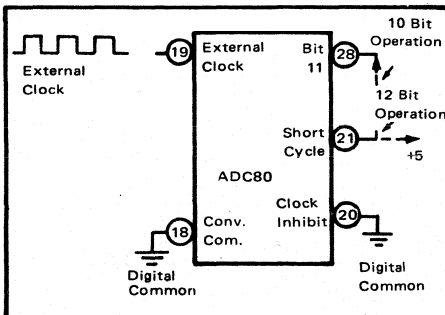 10 Bit
Operation
19
External
Clock
Bit
11
28
External
Clock
12 Bit
Operation
Short
Cycle
21
+5
ADC80
Clock
Inhibit
20
18
Conv.
Com.
Digital
Common
Digital
Common